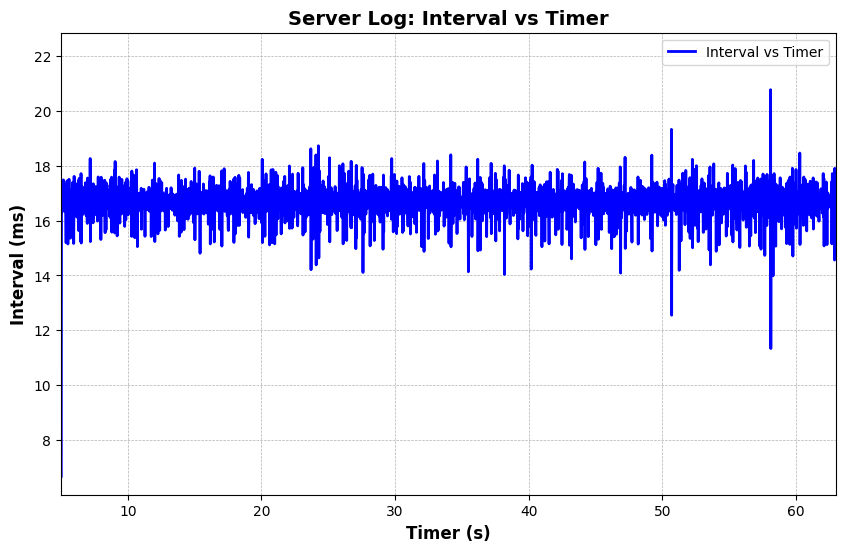 Server Log: Interval vs Timer
Interval vs Timer
22
20
18
16
14
12
10
8
Interval (ms)
10 20 30 40 50 60
Timer (s)